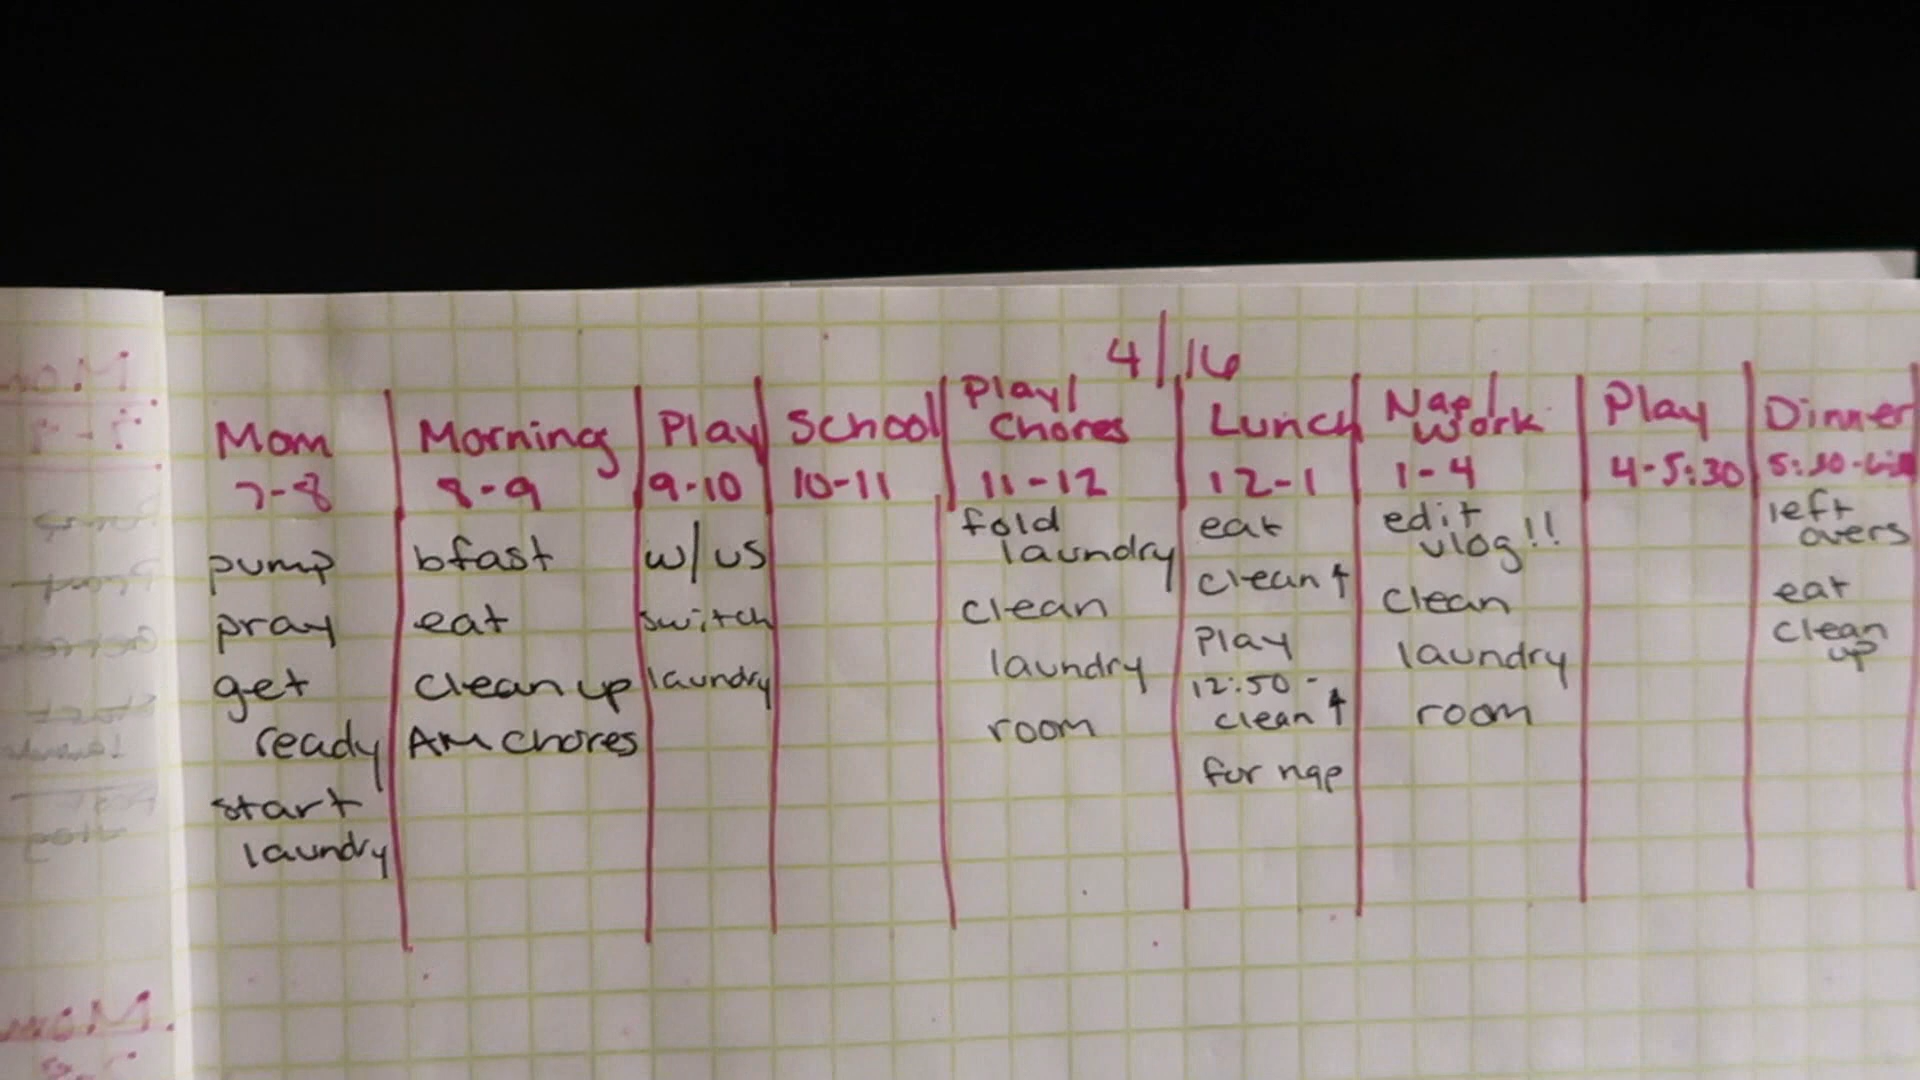 4/16
Mom
7-8
pump
pray
get
ready
start
laundry
Morning
8-9
bfast
eat
clean up
AM chores
Play
9-10
w/us
switch
laundry
School
10-11
Play/
Chores
11-12
fold
laundry
clean
laundry
room
Lunch
12-1
eat
clean ↑
Play
12:50 -
clean ↑
for nap
Nap/
Work
1-4
edit
vlog!!
clean
laundry
room
Play
4-5:30
Dinner
left
overs
eat
clean
up